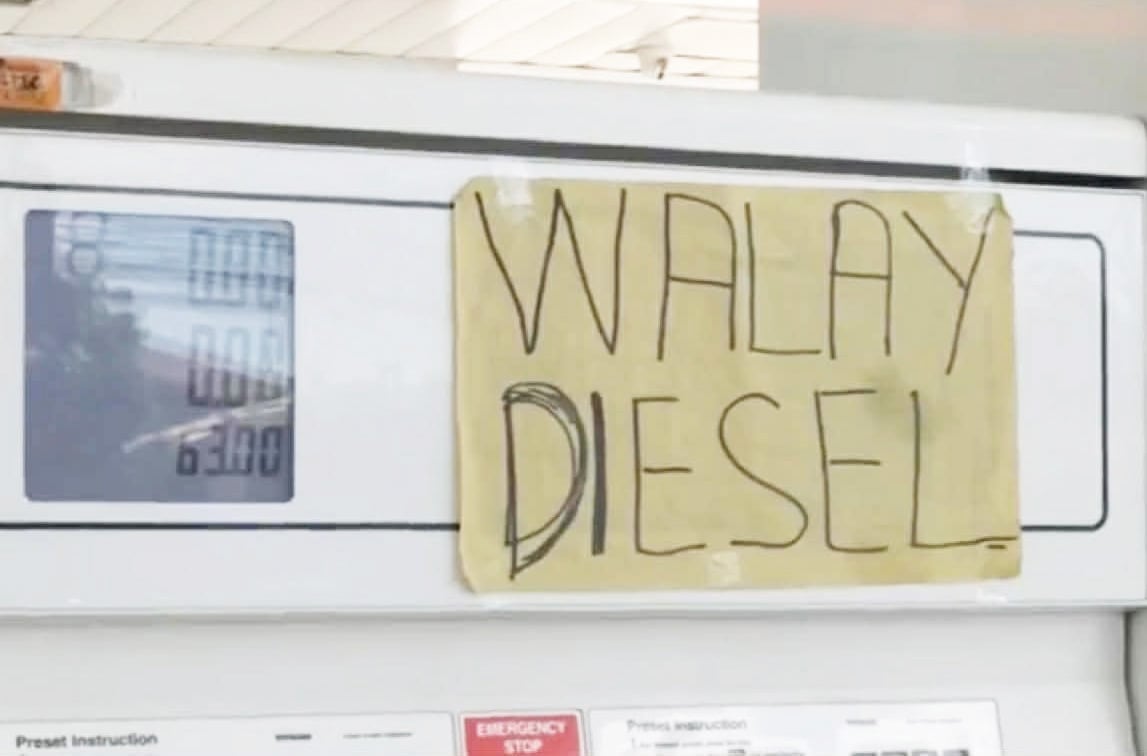 0.00
0.00
63.00
WALAY
DIESEL
Preset Instruction
EMERGENCY
STOP
Preset Instruction